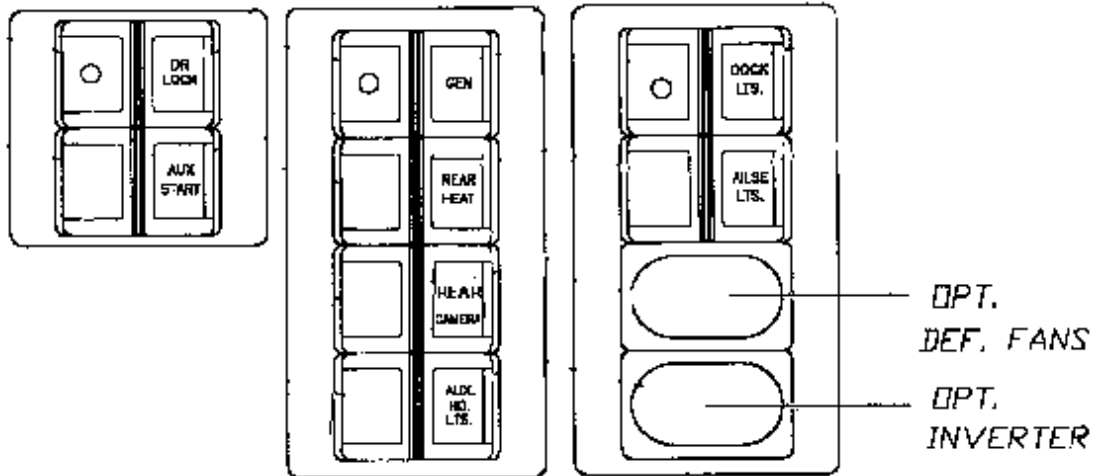 DR
LOCK
AUX
START
GEN
REAR
HEAT
REAR
CAMERA
AUX.
HD.
LTS.
DOCK
LTS.
AILSE
LTS.
OPT.
DEF. FANS
OPT.
INVERTER